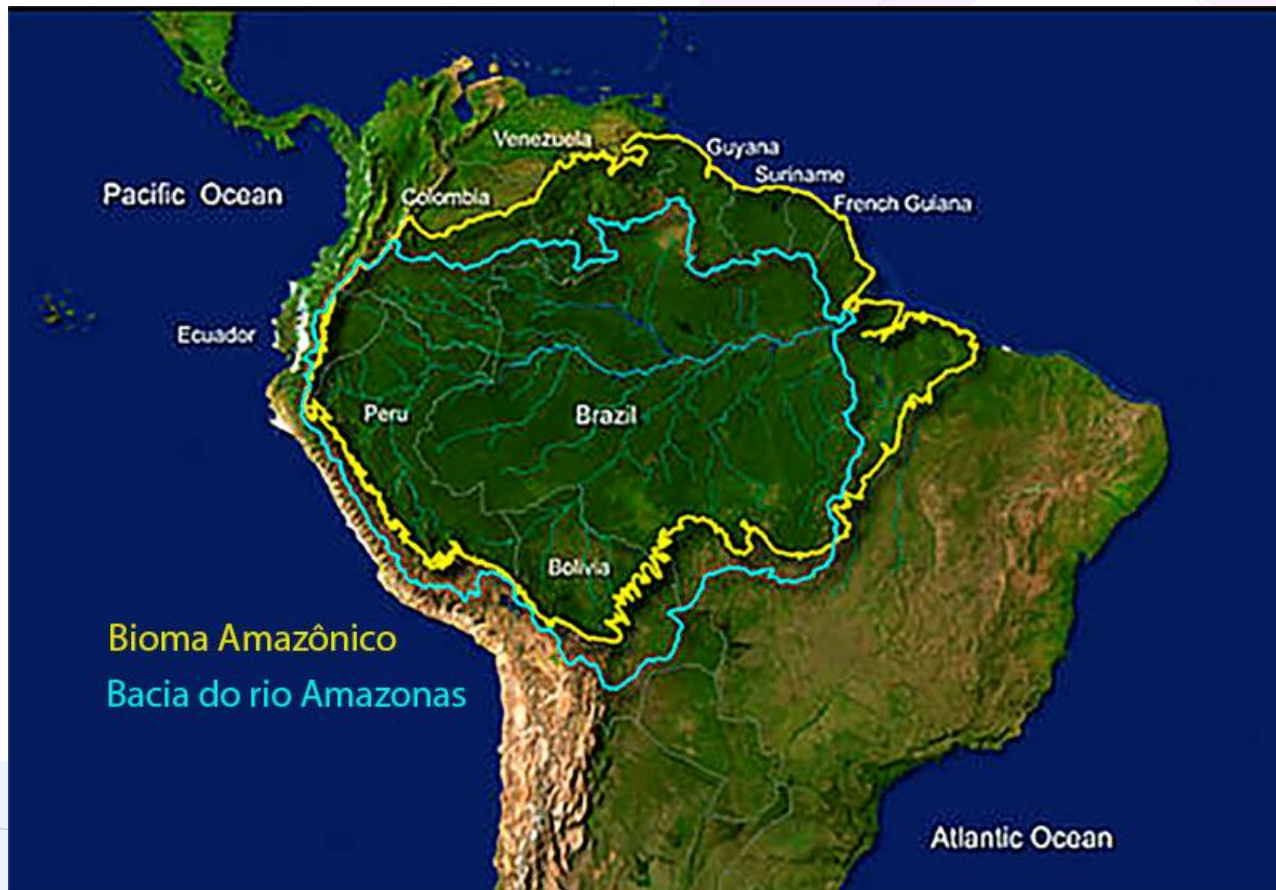 Venezuela
Guyana
Suriname
Pacific Ocean
Colombia
French Guiana
Ecuador
Peru
Brazil
Bolivia
Bioma Amazônico
Bacia do rio Amazonas
Atlantic Ocean